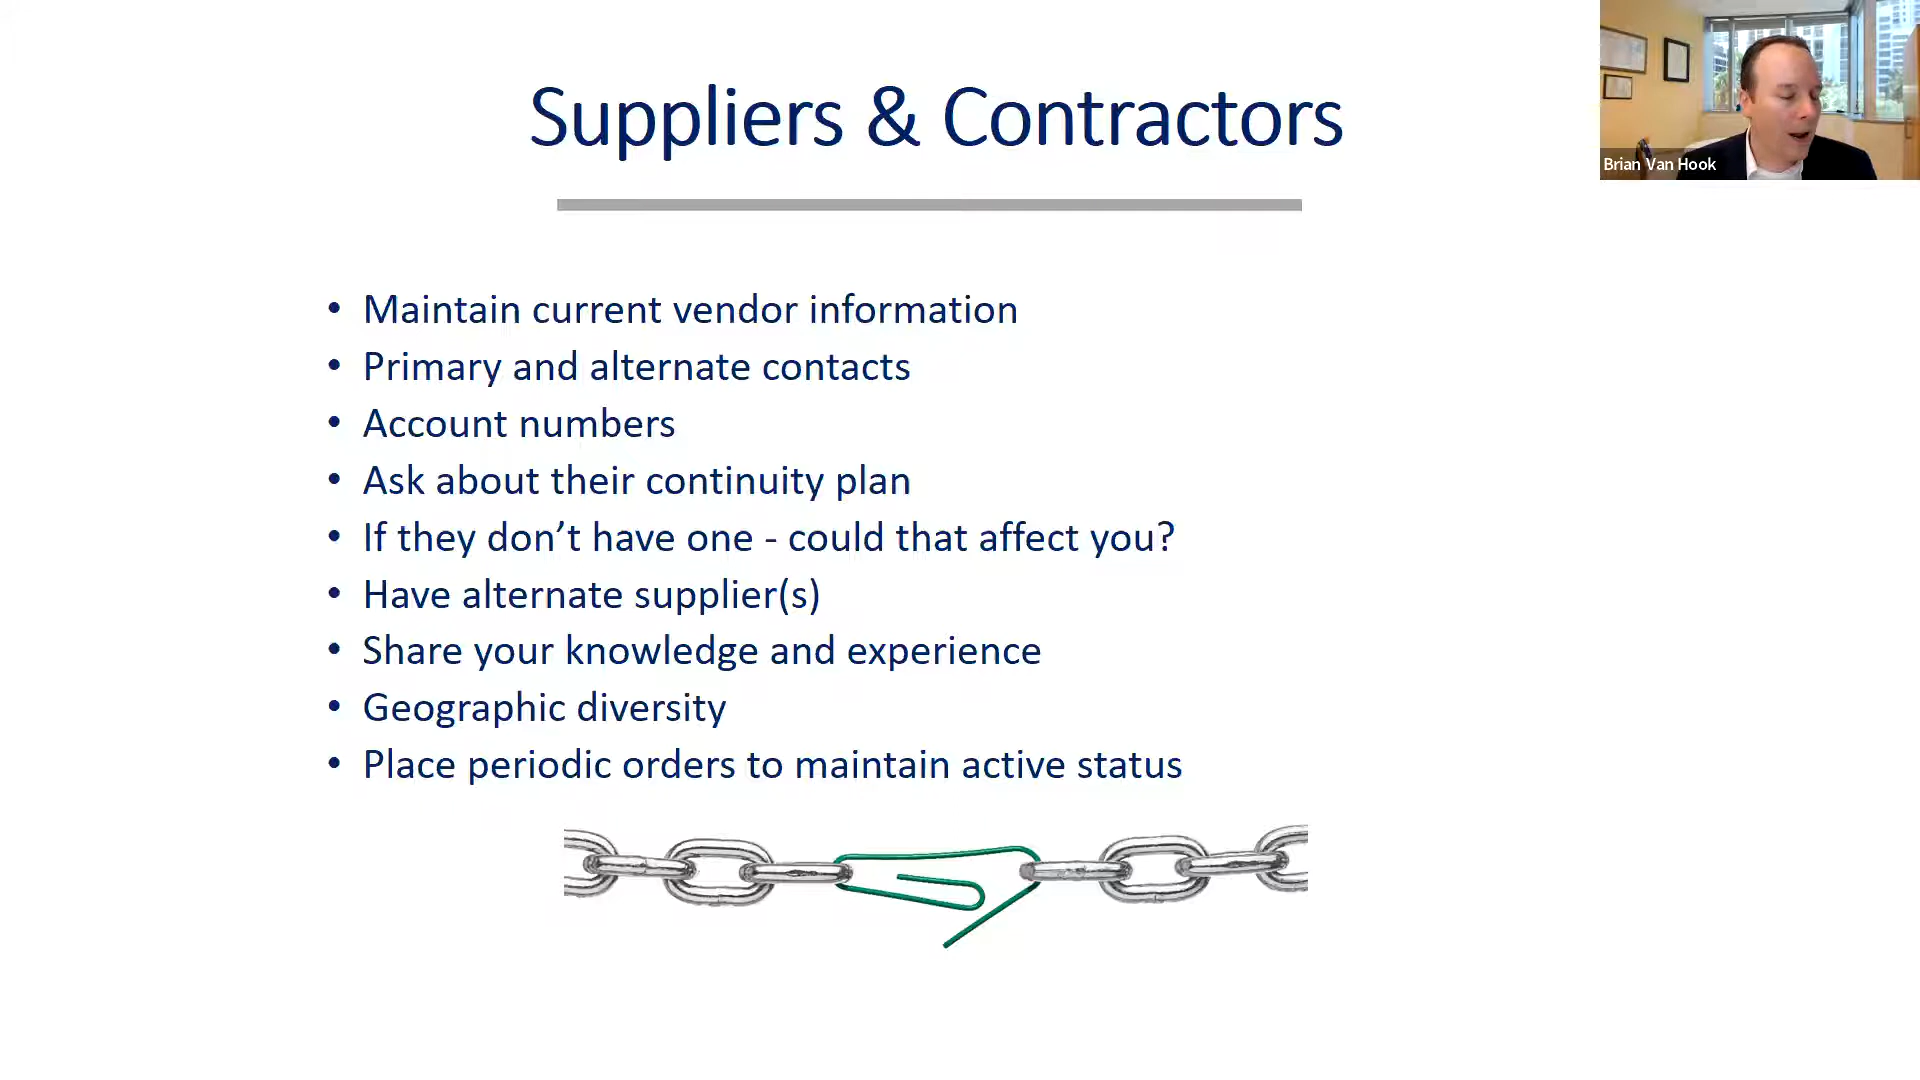 Suppliers & Contractors
Brian Van Hook
• Maintain current vendor information
• Primary and alternate contacts
• Account numbers
• Ask about their continuity plan
• If they don’t have one - could that affect you?
• Have alternate supplier(s)
• Share your knowledge and experience
• Geographic diversity
• Place periodic orders to maintain active status